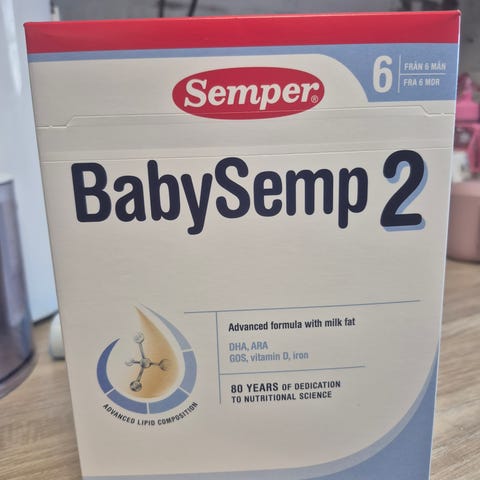 Semper®
6
FRÅN 6 MÅN
FRA 6 MDR
BabySemp 2
Advanced formula with milk fat
DHA, ARA
GOS, vitamin D, iron
80 YEARS OF DEDICATION
TO NUTRITIONAL SCIENCE
ADVANCED LIPID COMPOSITION